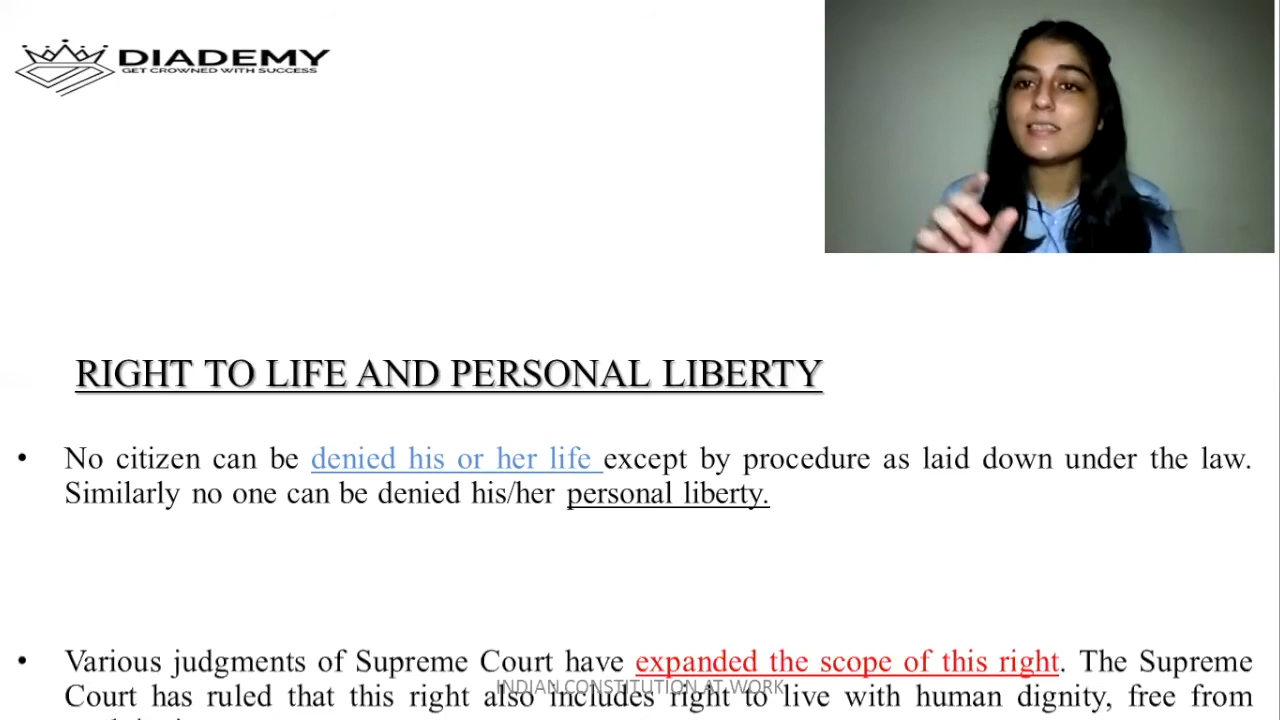 DIADEMY
GET CROWNED WITH SUCCESS
RIGHT TO LIFE AND PERSONAL LIBERTY
• No citizen can be denied his or her life except by procedure as laid down under the law.
Similarly no one can be denied his/her personal liberty.
• Various judgments of Supreme Court have expanded the scope of this right. The Supreme
Court has ruled that this right also includes right to live with human dignity, free from
INDIAN CONSTITUTION AT WORK